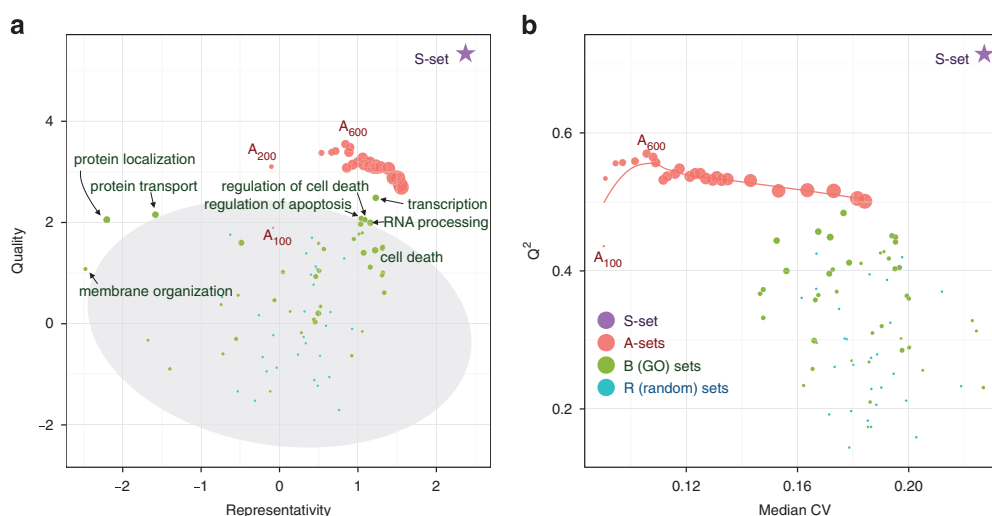 a
S-set
4
A600
A200
protein localization
protein transport
regulation of cell death
regulation of apoptosis
transcription
RNA processing
2
A100
cell death
membrane organization
Quality
0
−2
−2
−1
0
1
2
Representativity
b
S-set
0.6
A600
Q2
0.4
A100
S-set
A-sets
B (GO) sets
R (random) sets
0.2
0.12
0.16
0.20
Median CV